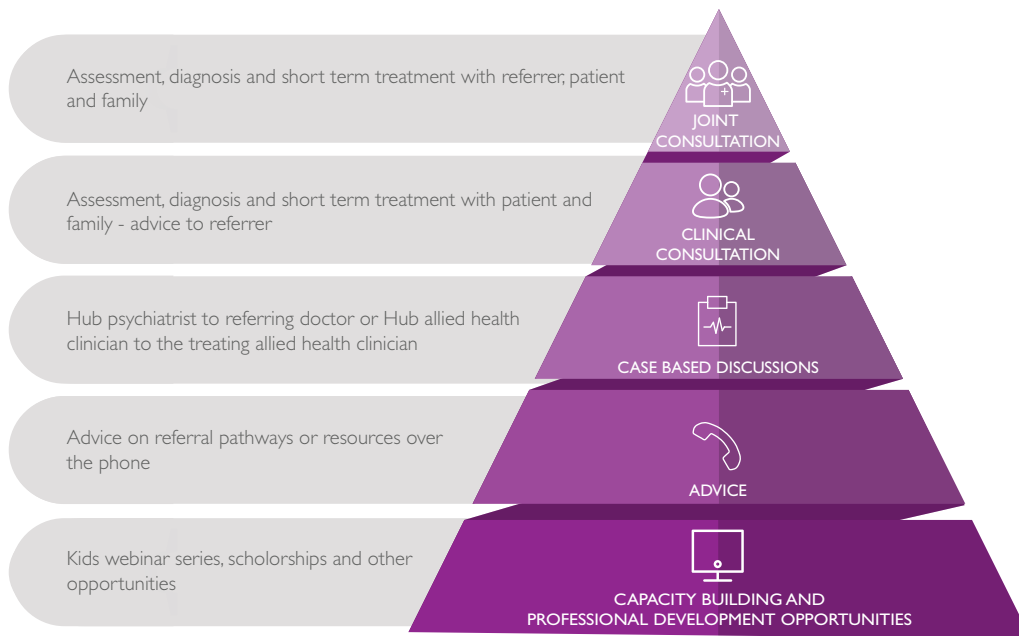 Assessment, diagnosis and short term treatment with referrer, patient
and family
JOINT
CONSULTATION
Assessment, diagnosis and short term treatment with patient and
family - advice to referrer
CLINICAL
CONSULTATION
Hub psychiatrist to referring doctor or Hub allied health
clinician to the treating allied health clinician
CASE BASED DISCUSSIONS
Advice on referral pathways or resources over
the phone
ADVICE
Kids webinar series, scholorships and other
opportunities
CAPACITY BUILDING AND
PROFESSIONAL DEVELOPMENT OPPORTUNITIES